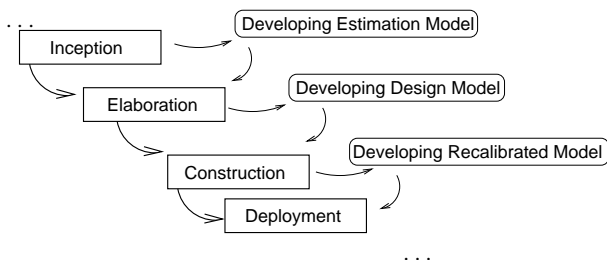 . . .
Developing Estimation Model
Inception
Developing Design Model
Elaboration
Developing Recalibrated Model
Construction
Deployment
. . .